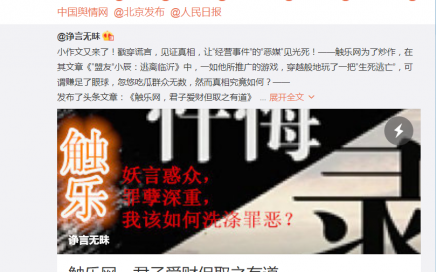 中国舆情网 @北京发布 @人民日报
@诤言无昧
小作文又来了！戳穿谎言，见证真相，让“经营事件”的“恶媒”见光死！——触乐网为了炒作，在
其文章《“盟友”小辰：逃离临沂》中，一如他所推广的游戏，穿越般地玩了一把‘生死逃亡’，可
谓赚足了眼球，忽悠吃瓜群众无数，然而真相究竟如何？——
发布了头条文章：《触乐网，君子爱财但取之有道》 ... 展开全文
忏悔
录
触乐
妖言惑众，
罪孽深重，
我该如何洗涤罪恶？
诤言无昧
触乐网，君子爱财但取之有道